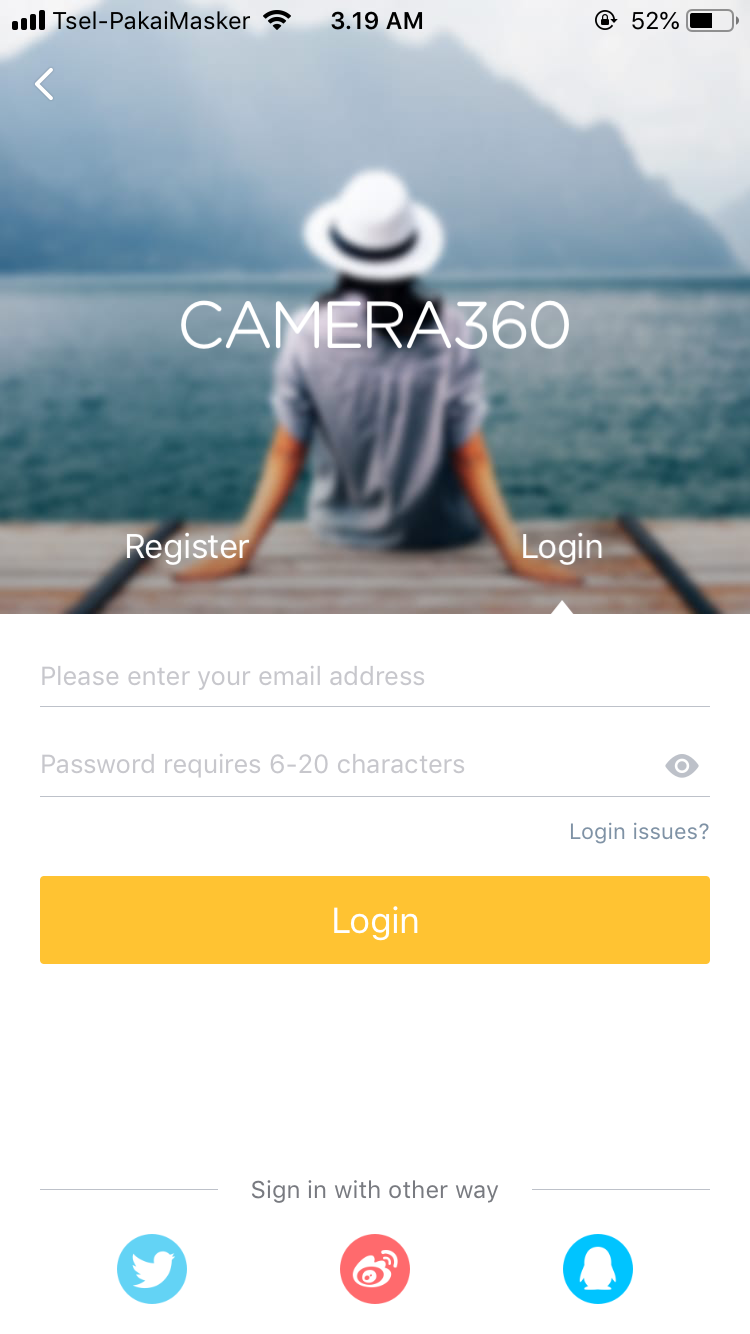 Tsel-PakaiMasker 3.19 AM 52%
CAMERA360
Register Login
Please enter your email address
Password requires 6-20 characters
Login issues?
Login
Sign in with other way